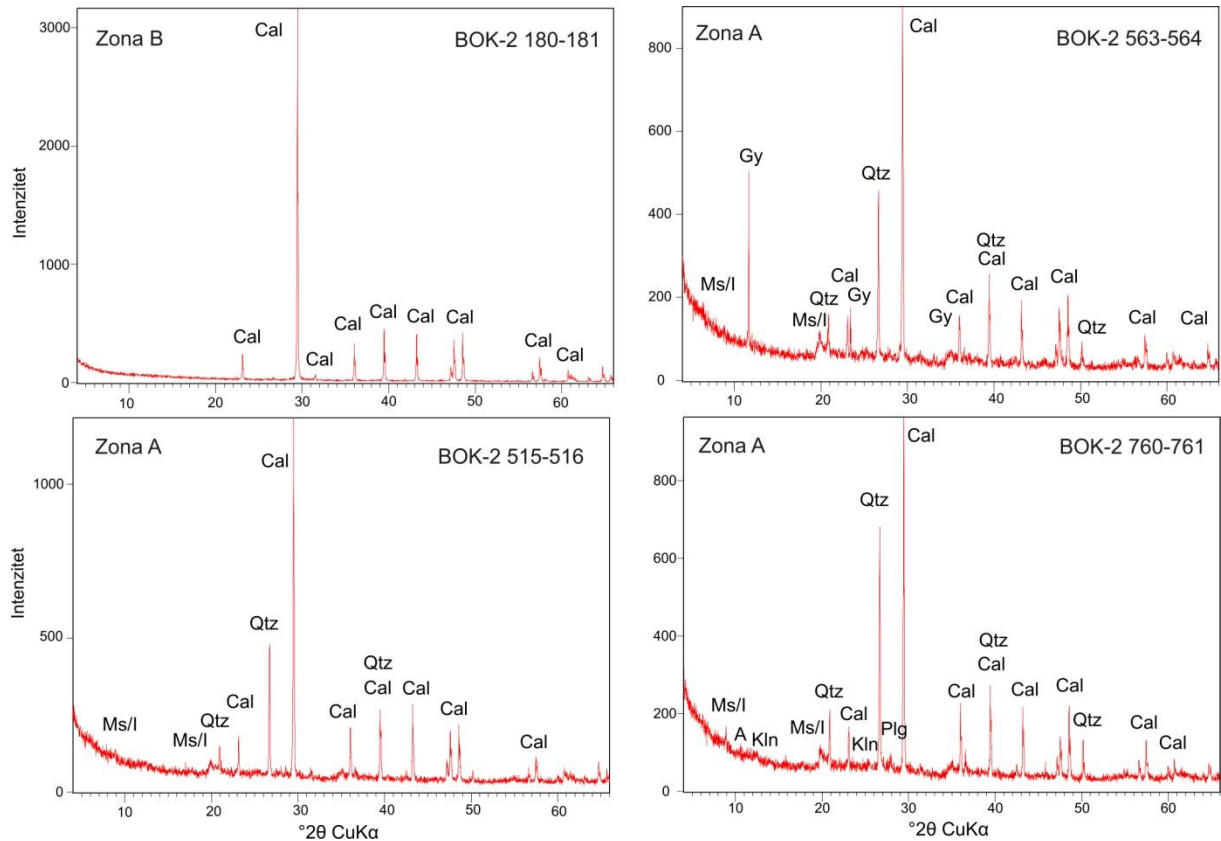 Zona B
Cal
BOK-2 180-181
3000
2000
1000
0
Intenzitet
Cal
Cal
Cal
Cal
Cal
Cal
Cal
Cal
10
20
30
40
50
60
Zona A
Cal
BOK-2 563-564
800
600
400
200
0
Gy
Qtz
Ms/I
Qtz
Cal
Gy
Ms/I
Qtz
Cal
Cal
Gy
Cal
Cal
Qtz
Cal
Cal
10
20
30
40
50
60
Zona A
Cal
BOK-2 515-516
1000
500
0
Intenzitet
Qtz
Qtz
Cal
Cal
Qtz
Cal
Cal
Cal
Cal
Ms/I
Ms/I
10
20
30
40
50
60
°2θ CuKα
Zona A
Cal
BOK-2 760-761
800
600
400
200
0
Qtz
Qtz
Cal
Ms/I
A
Kln
Ms/I
Qtz
Cal
Kln
Plg
Cal
Cal
Cal
Qtz
Cal
Cal
10
20
30
40
50
60
°2θ CuKα